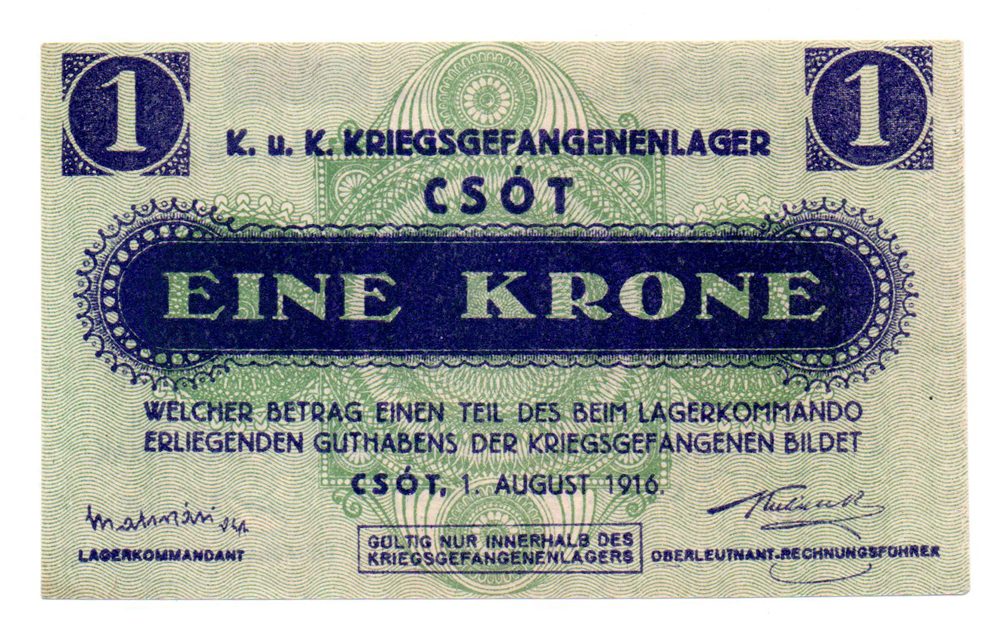 1 1
K. u. K. KRIEGSGEFANGENENLAGER
CSÓT
EINE KRONE
WELCHER BETRAG EINEN TEIL DES BEIM LAGERKOMMANDO
ERLIEGENDEN GUTHABENS DER KRIEGSGEFANGENEN BILDET
CSÓT, 1. AUGUST 1916.
LAGERKOMMANDANT
GÜLTIG NUR INNERHALB DES
KRIEGSGEFANGENENLAGERS
OBERLEUTNANT-RECHNUNGSFÜHRER